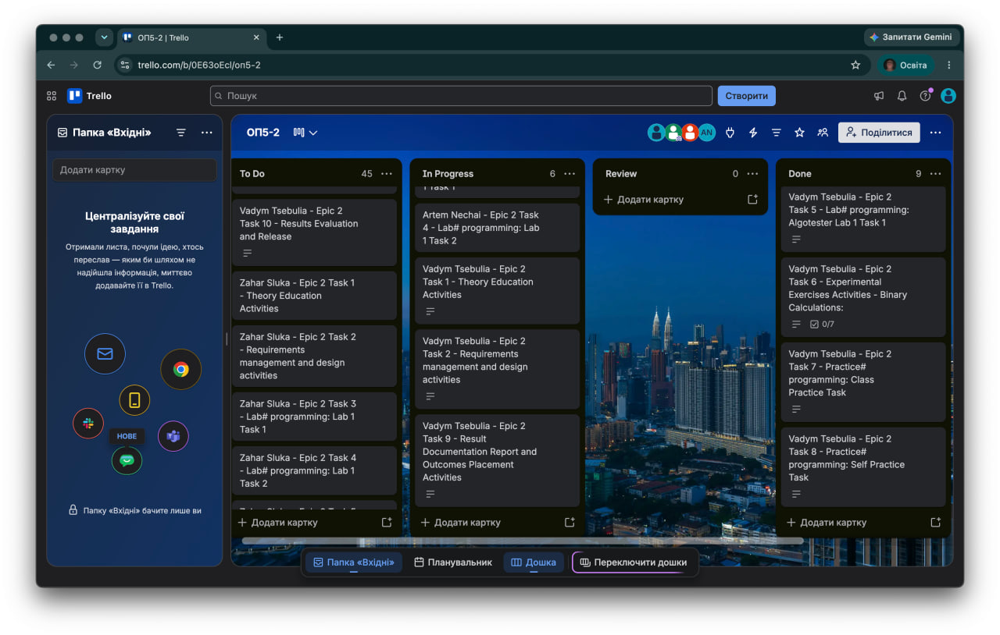 ОП5-2 | Trello
Запитати Gemini
trello.com/b/0E63oEcl/оп5-2
Освіта
Trello
Пошук
Створити
Папка «Вхідні»
Додати картку
Централізуйте свої
завдання
Отримали листа, почули ідею, хтось
переслав — яким би шляхом не
надійшла інформація, миттєво
додавайте її в Trello.
НОВЕ
Папку «Вхідні» бачите лише ви
ОП5-2
AN
Поділитися
To Do
45
Vadym Tsebulia - Epic 2
Task 10 - Results Evaluation
and Release
Zahar Sluka - Epic 2 Task 1
- Theory Education
Activities
Zahar Sluka - Epic 2 Task 2
- Requirements
management and design
activities
Zahar Sluka - Epic 2 Task 3
- Lab# programming: Lab 1
Task 1
Zahar Sluka - Epic 2 Task 4
- Lab# programming: Lab 1
Task 2
Додати картку
In Progress
6
1 Task 1
Artem Nechai - Epic 2 Task
4 - Lab# programming: Lab
1 Task 2
Vadym Tsebulia - Epic 2
Task 1 - Theory Education
Activities
Vadym Tsebulia - Epic 2
Task 2 - Requirements
management and design
activities
Vadym Tsebulia - Epic 2
Task 9 - Result
Documentation Report and
Outcomes Placement
Activities
Додати картку
Review
0
Додати картку
Done
9
Vadym Tsebulia - Epic 2
Task 5 - Lab# programming:
Algotester Lab 1 Task 1
Vadym Tsebulia - Epic 2
Task 6 - Experimental
Exercises Activities - Binary
Calculations:
0/7
Vadym Tsebulia - Epic 2
Task 7 - Practice#
programming: Class
Practice Task
Vadym Tsebulia - Epic 2
Task 8 - Practice#
programming: Self Practice
Task
Додати картку
Папка «Вхідні»
Планувальник
Дошка
Переключити дошки